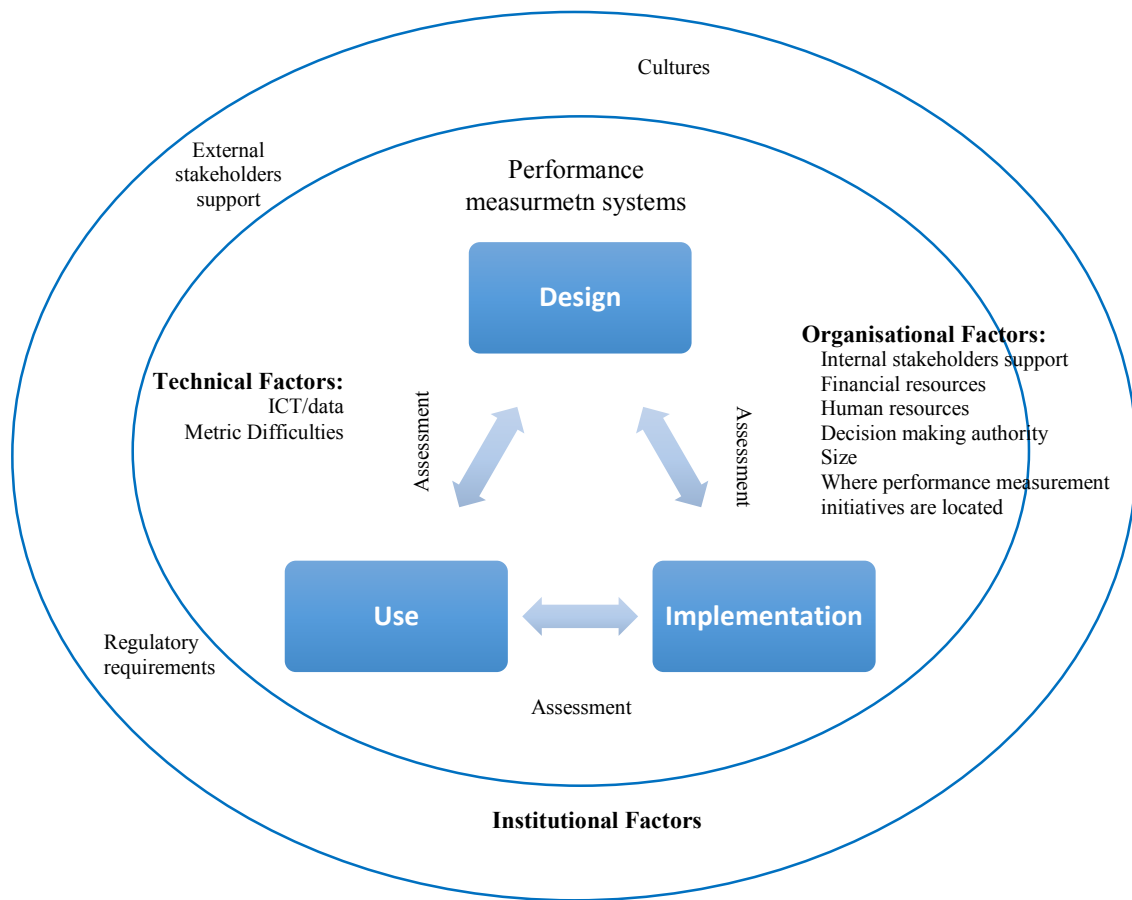 Cultures
External
stakeholders
support
Performance
measurmetn systems
Design
Organisational Factors:
Internal stakeholders support
Financial resources
Human resources
Decision making authority
Size
Where performance measurement
initiatives are located
Technical Factors:
ICT/data
Metric Difficulties
Assessment
Assessment
Use
Implementation
Regulatory
requirements
Assessment
Institutional Factors